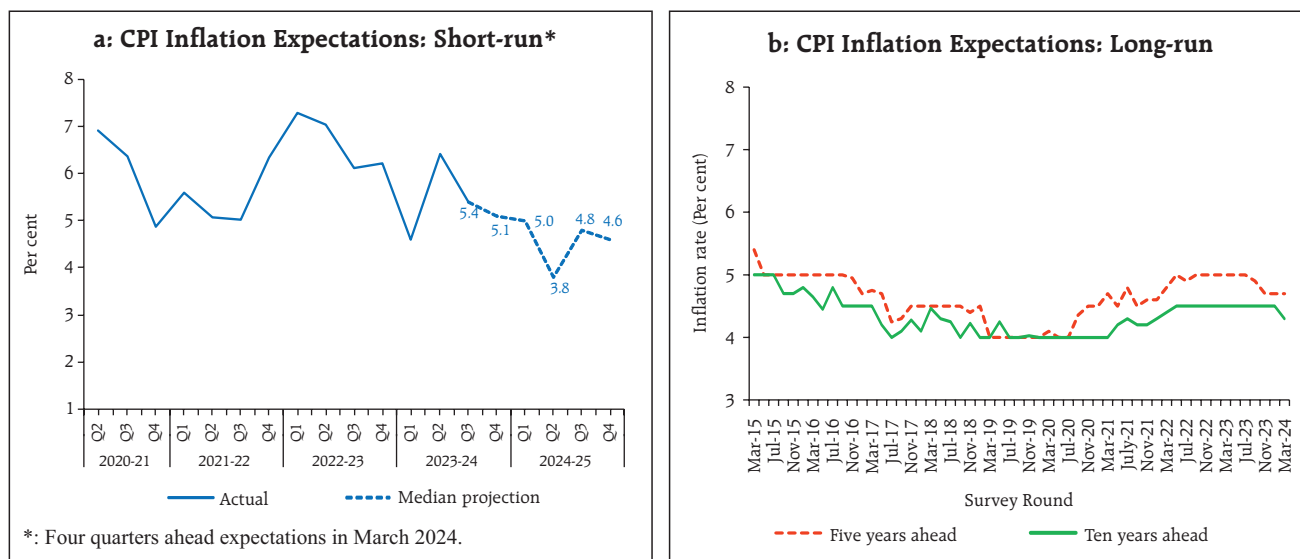 a: CPI Inflation Expectations: Short-run*
Per cent
8
7
6
5
4
3
2
1
5.4
5.1
5.0
3.8
4.8
4.6
Q2 Q3 Q4 Q1 Q2 Q3 Q4 Q1 Q2 Q3 Q4 Q1 Q2 Q3 Q4 Q1 Q2 Q3 Q4
2020-21 2021-22 2022-23 2023-24 2024-25
Actual Median projection
*: Four quarters ahead expectations in March 2024.
b: CPI Inflation Expectations: Long-run
Inflation rate (Per cent)
8
7
6
5
4
3
Mar-15 Jul-15 Nov-15 Mar-16 Jul-16 Nov-16 Mar-17 Jul-17 Nov-17 Mar-18 Jul-18 Nov-18 Mar-19 Jul-19 Nov-19 Mar-20 Jul-20 Nov-20 Mar-21 July-21 Nov-21 Mar-22 Jul-22 Nov-22 Mar-23 Jul-23 Nov-23 Mar-24
Survey Round
Five years ahead Ten years ahead